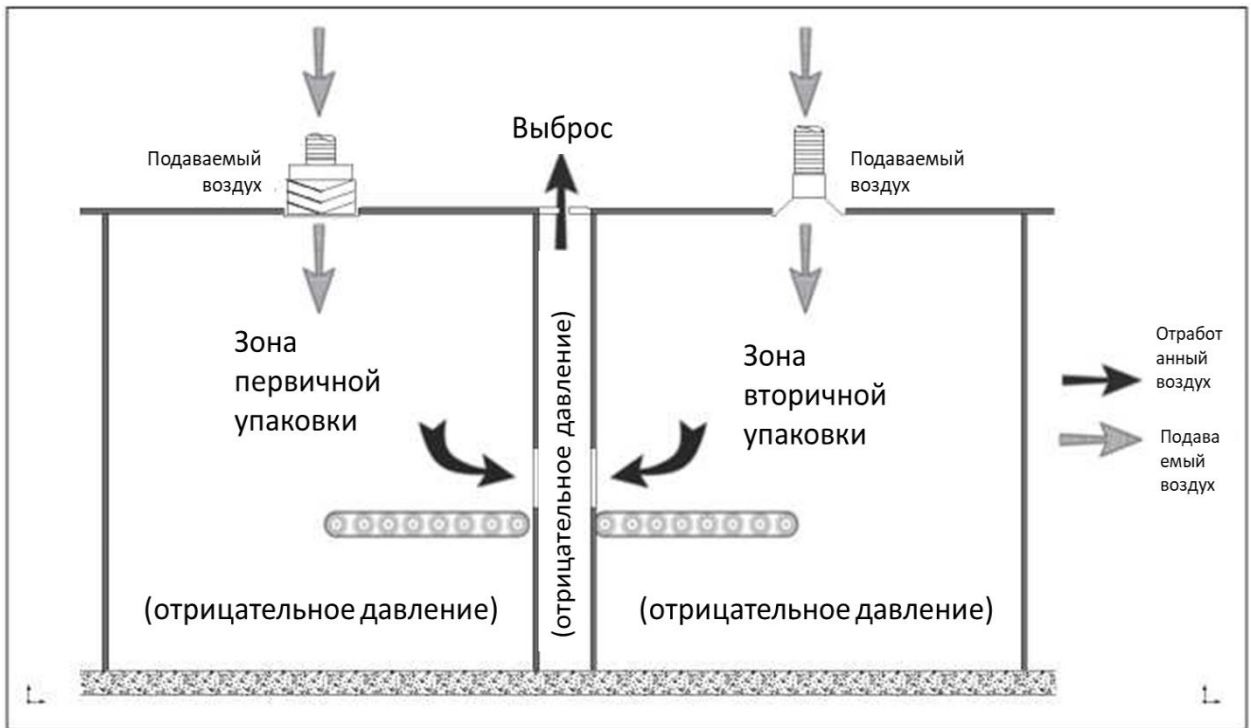 Выброс
Подаваемый
воздух
Подаваемый
воздух
Зона
первичной
упаковки
(отрицательное давление)
(отрицательное давление)
Зона
вторичной
упаковки
(отрицательное давление)
Отработ
анный
воздух
Подава
емый
воздух